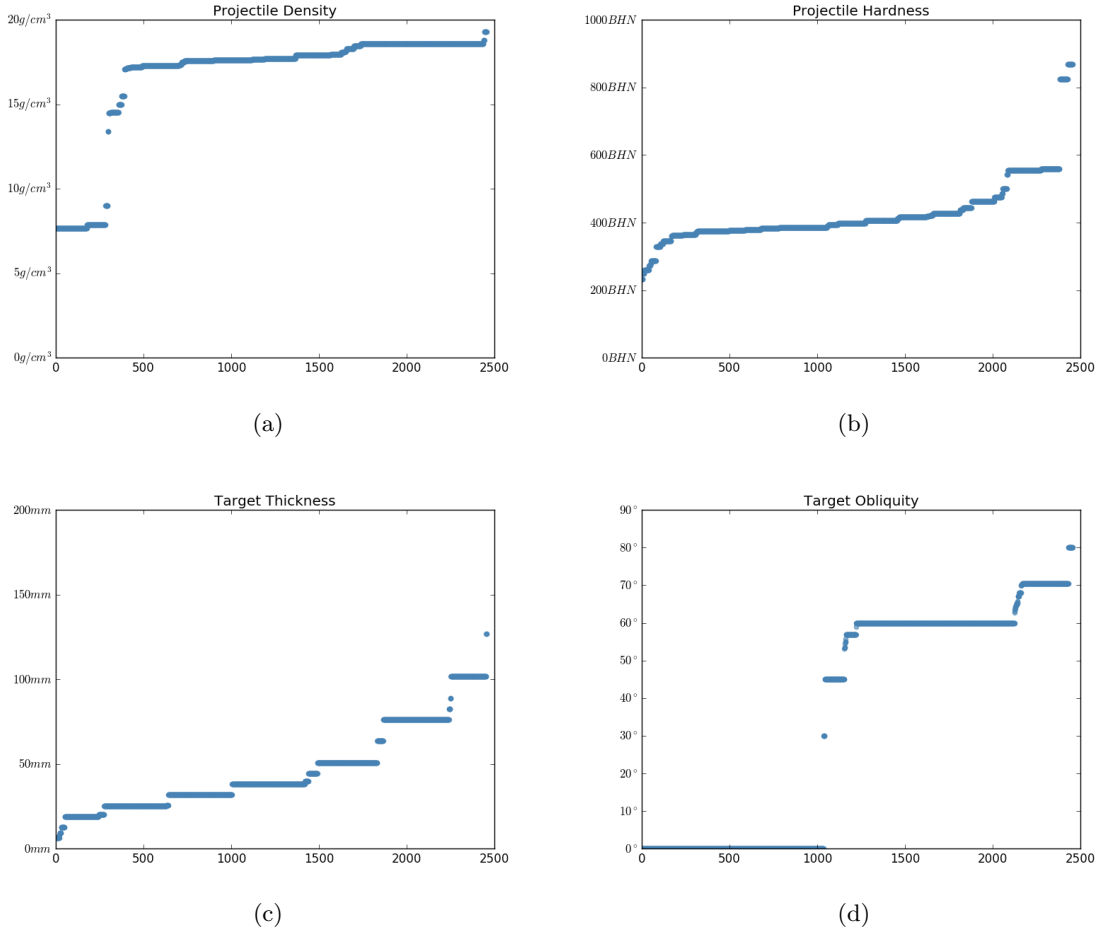 Projectile Density
20g/cm³
15g/cm³
10g/cm³
5g/cm³
0g/cm³
0 500 1000 1500 2000 2500
(a)
Projectile Hardness
1000BHN
800BHN
600BHN
400BHN
200BHN
0BHN
0 500 1000 1500 2000 2500
(b)
Target Thickness
200mm
150mm
100mm
50mm
0mm
0 500 1000 1500 2000 2500
(c)
Target Obliquity
90°
80°
70°
60°
50°
40°
30°
20°
10°
0°
0 500 1000 1500 2000 2500
(d)